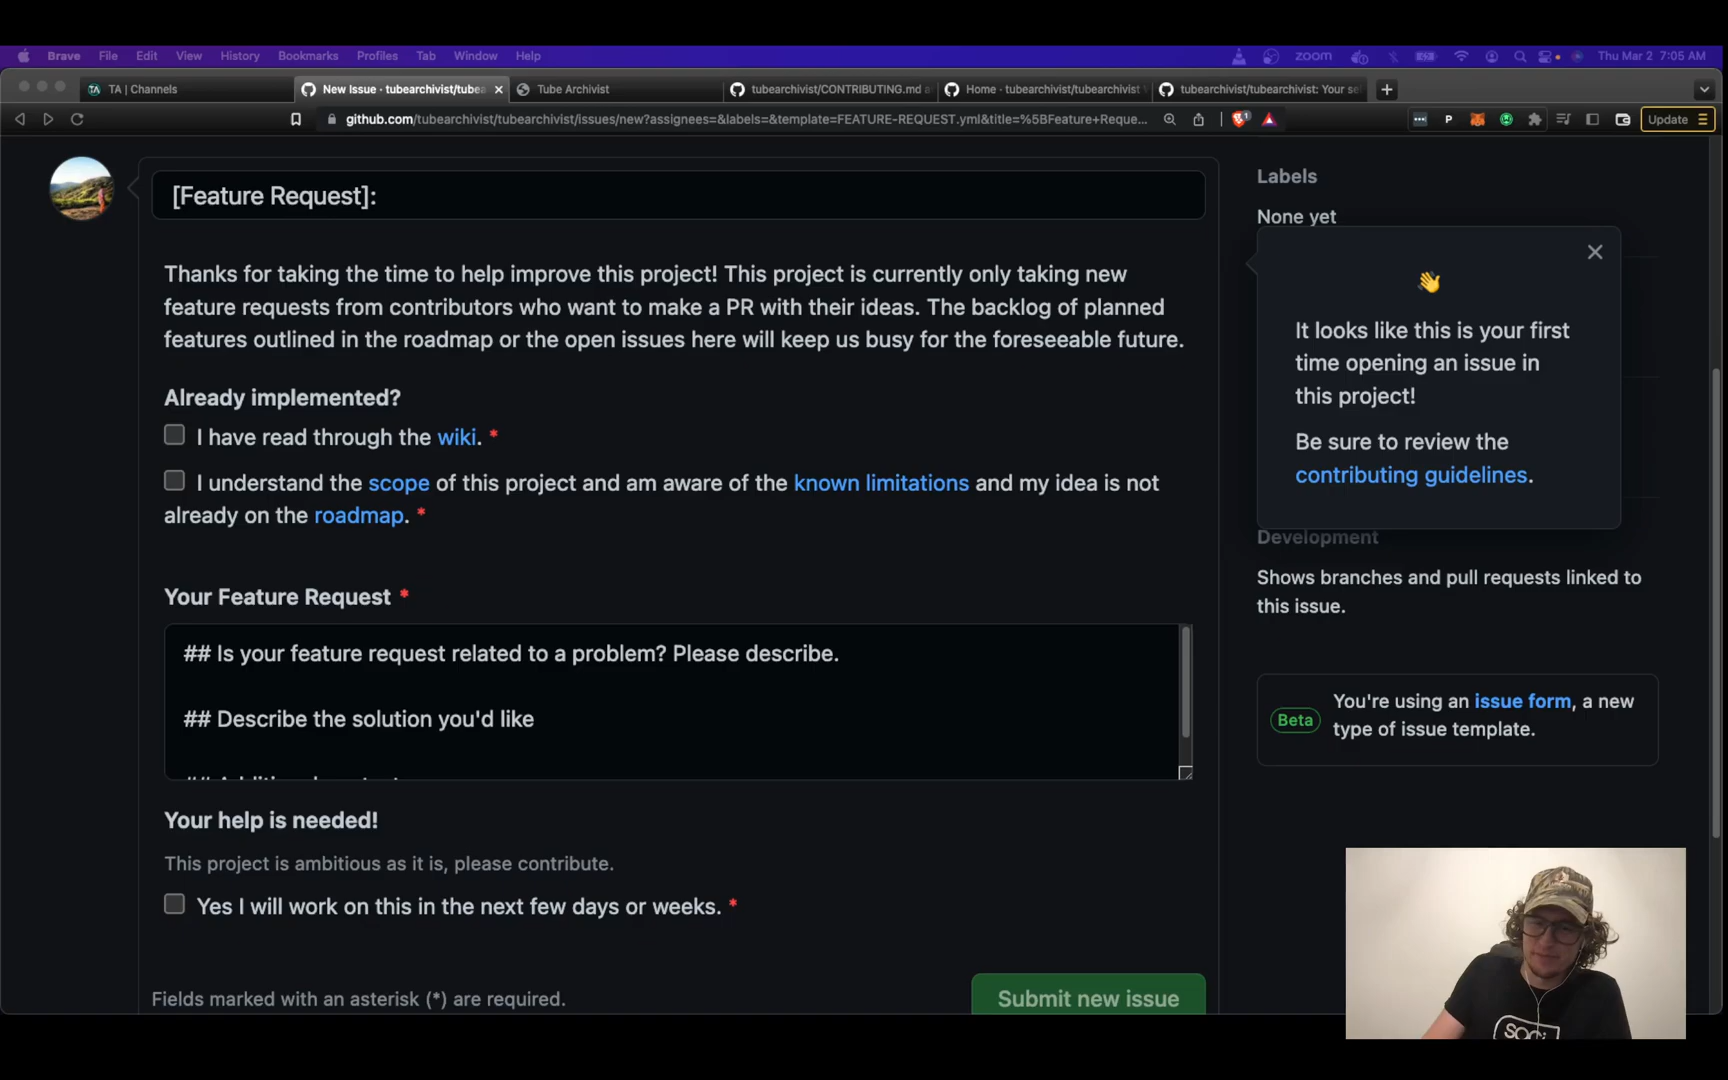 Brave File Edit View History Bookmarks Profiles Tab Window Help zoom Thu Mar 2 7:05 AM
TA | Channels
New Issue · tubearchivist/tubea
Tube Archivist
tubearchivist/CONTRIBUTING.md a
Home · tubearchivist/tubearchivist
tubearchivist/tubearchivist: Your se
github.com/tubearchivist/tubearchivist/issues/new?assignees=&labels=&template=FEATURE-REQUEST.yml&title=%5BFeature+Reque...
Update
[Feature Request]:
Thanks for taking the time to help improve this project! This project is currently only taking new
feature requests from contributors who want to make a PR with their ideas. The backlog of planned
features outlined in the roadmap or the open issues here will keep us busy for the foreseeable future.
Already implemented?
I have read through the wiki. *
I understand the scope of this project and am aware of the known limitations and my idea is not
already on the roadmap. *
Your Feature Request *
## Is your feature request related to a problem? Please describe.
## Describe the solution you'd like
Your help is needed!
This project is ambitious as it is, please contribute.
Yes I will work on this in the next few days or weeks. *
Fields marked with an asterisk (*) are required.
Submit new issue
Labels
None yet
👋
It looks like this is your first
time opening an issue in
this project!
Be sure to review the
contributing guidelines.
Development
Shows branches and pull requests linked to
this issue.
Beta
You're using an issue form, a new
type of issue template.